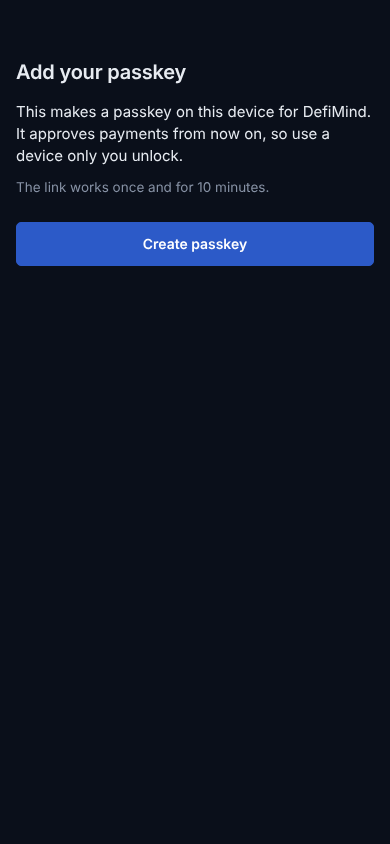 Add your passkey
This makes a passkey on this device for DefiMind.
It approves payments from now on, so use a
device only you unlock.
The link works once and for 10 minutes.
Create passkey